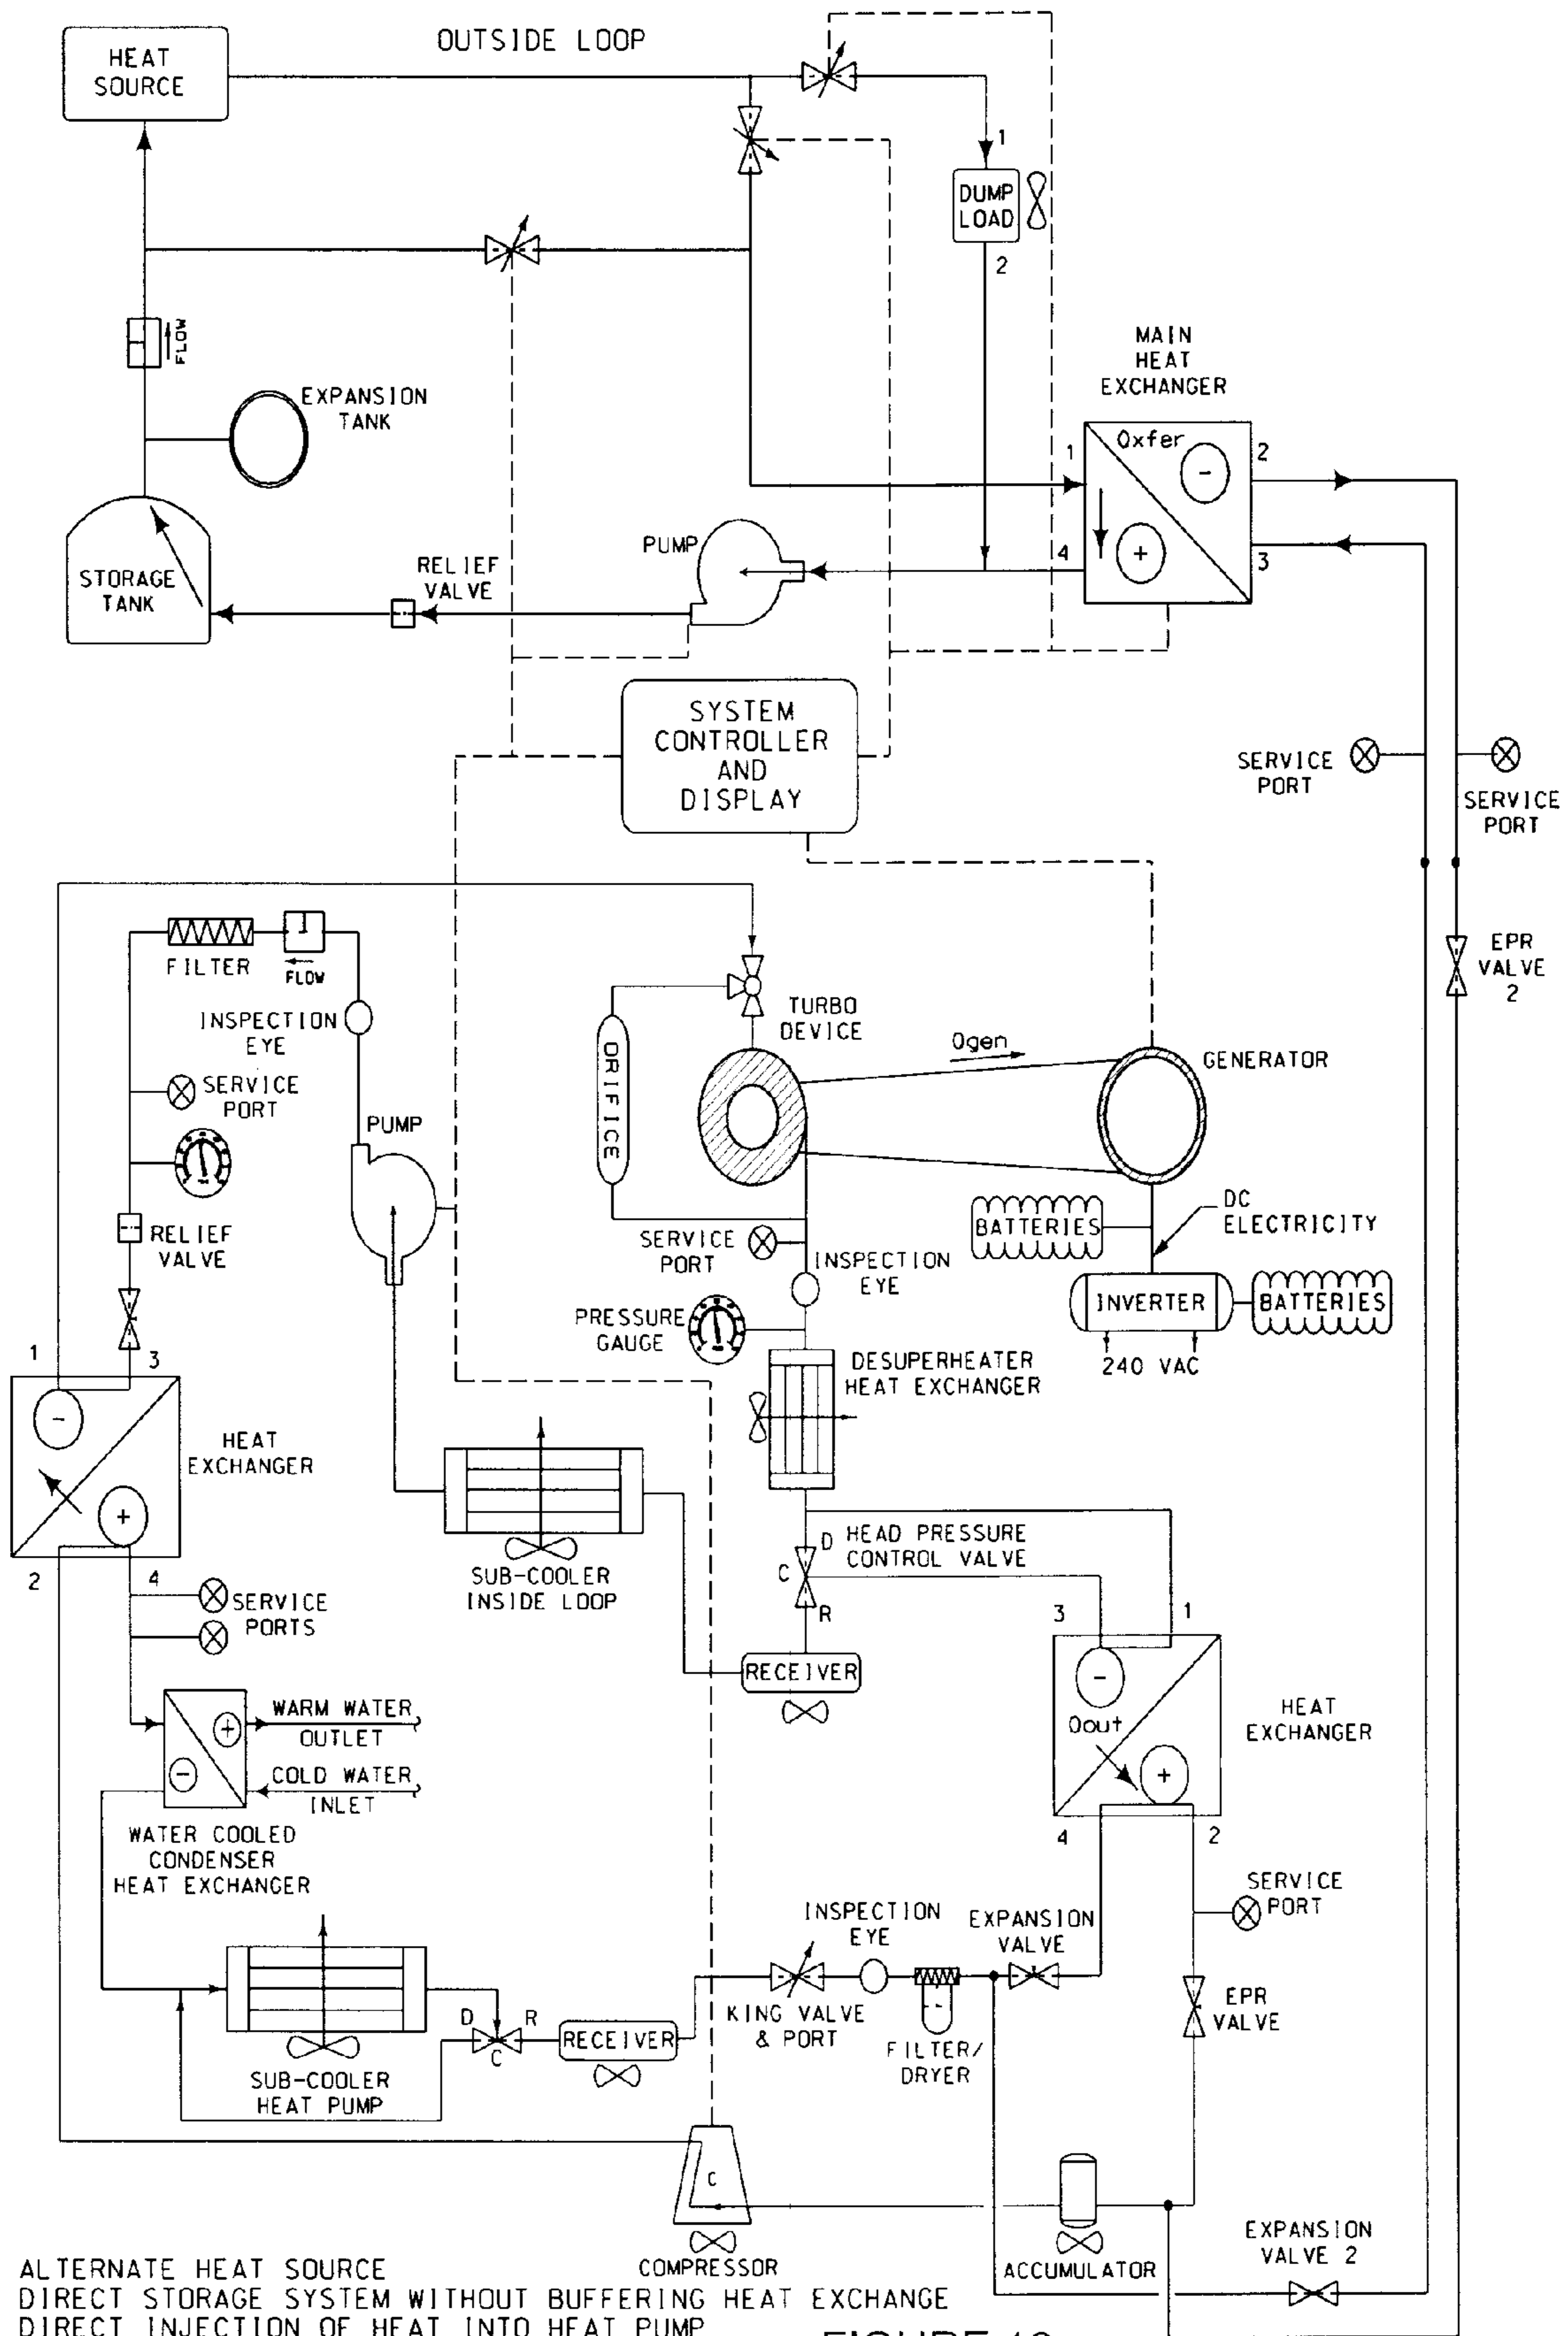 OUTSIDE LOOP
HEAT
SOURCE
1
DUMP
LOAD
2
FLOW
EXPANSION
TANK
MAIN
HEAT
EXCHANGER
Qxfer
1
2
-
+
4
3
PUMP
RELIEF
VALVE
STORAGE
TANK
SYSTEM
CONTROLLER
AND
DISPLAY
SERVICE
PORT
SERVICE
PORT
EPR
VALVE
2
FILTER
FLOW
INSPECTION
EYE
SERVICE
PORT
PUMP
RELIEF
VALVE
ORIFICE
TURBO
DEVICE
Qgen
GENERATOR
BATTERIES
DC
ELECTRICITY
INVERTER
BATTERIES
240 VAC
SERVICE
PORT
INSPECTION
EYE
PRESSURE
GAUGE
DESUPERHEATER
HEAT EXCHANGER
1
3
-
+
HEAT
EXCHANGER
2
4
SERVICE
PORTS
SUB-COOLER
INSIDE LOOP
D
HEAD PRESSURE
CONTROL VALVE
C
R
RECEIVER
3
1
-
Qout
+
HEAT
EXCHANGER
4
2
WARM WATER
OUTLET
+
-
COLD WATER
INLET
WATER COOLED
CONDENSER
HEAT EXCHANGER
SERVICE
PORT
INSPECTION
EYE
EXPANSION
VALVE
KING VALVE
& PORT
FILTER/
DRYER
EPR
VALVE
D
R
C
RECEIVER
SUB-COOLER
HEAT PUMP
C
COMPRESSOR
ACCUMULATOR
EXPANSION
VALVE 2
ALTERNATE HEAT SOURCE
DIRECT STORAGE SYSTEM WITHOUT BUFFERING HEAT EXCHANGE
DIRECT INJECTION OF HEAT INTO HEAT PUMP